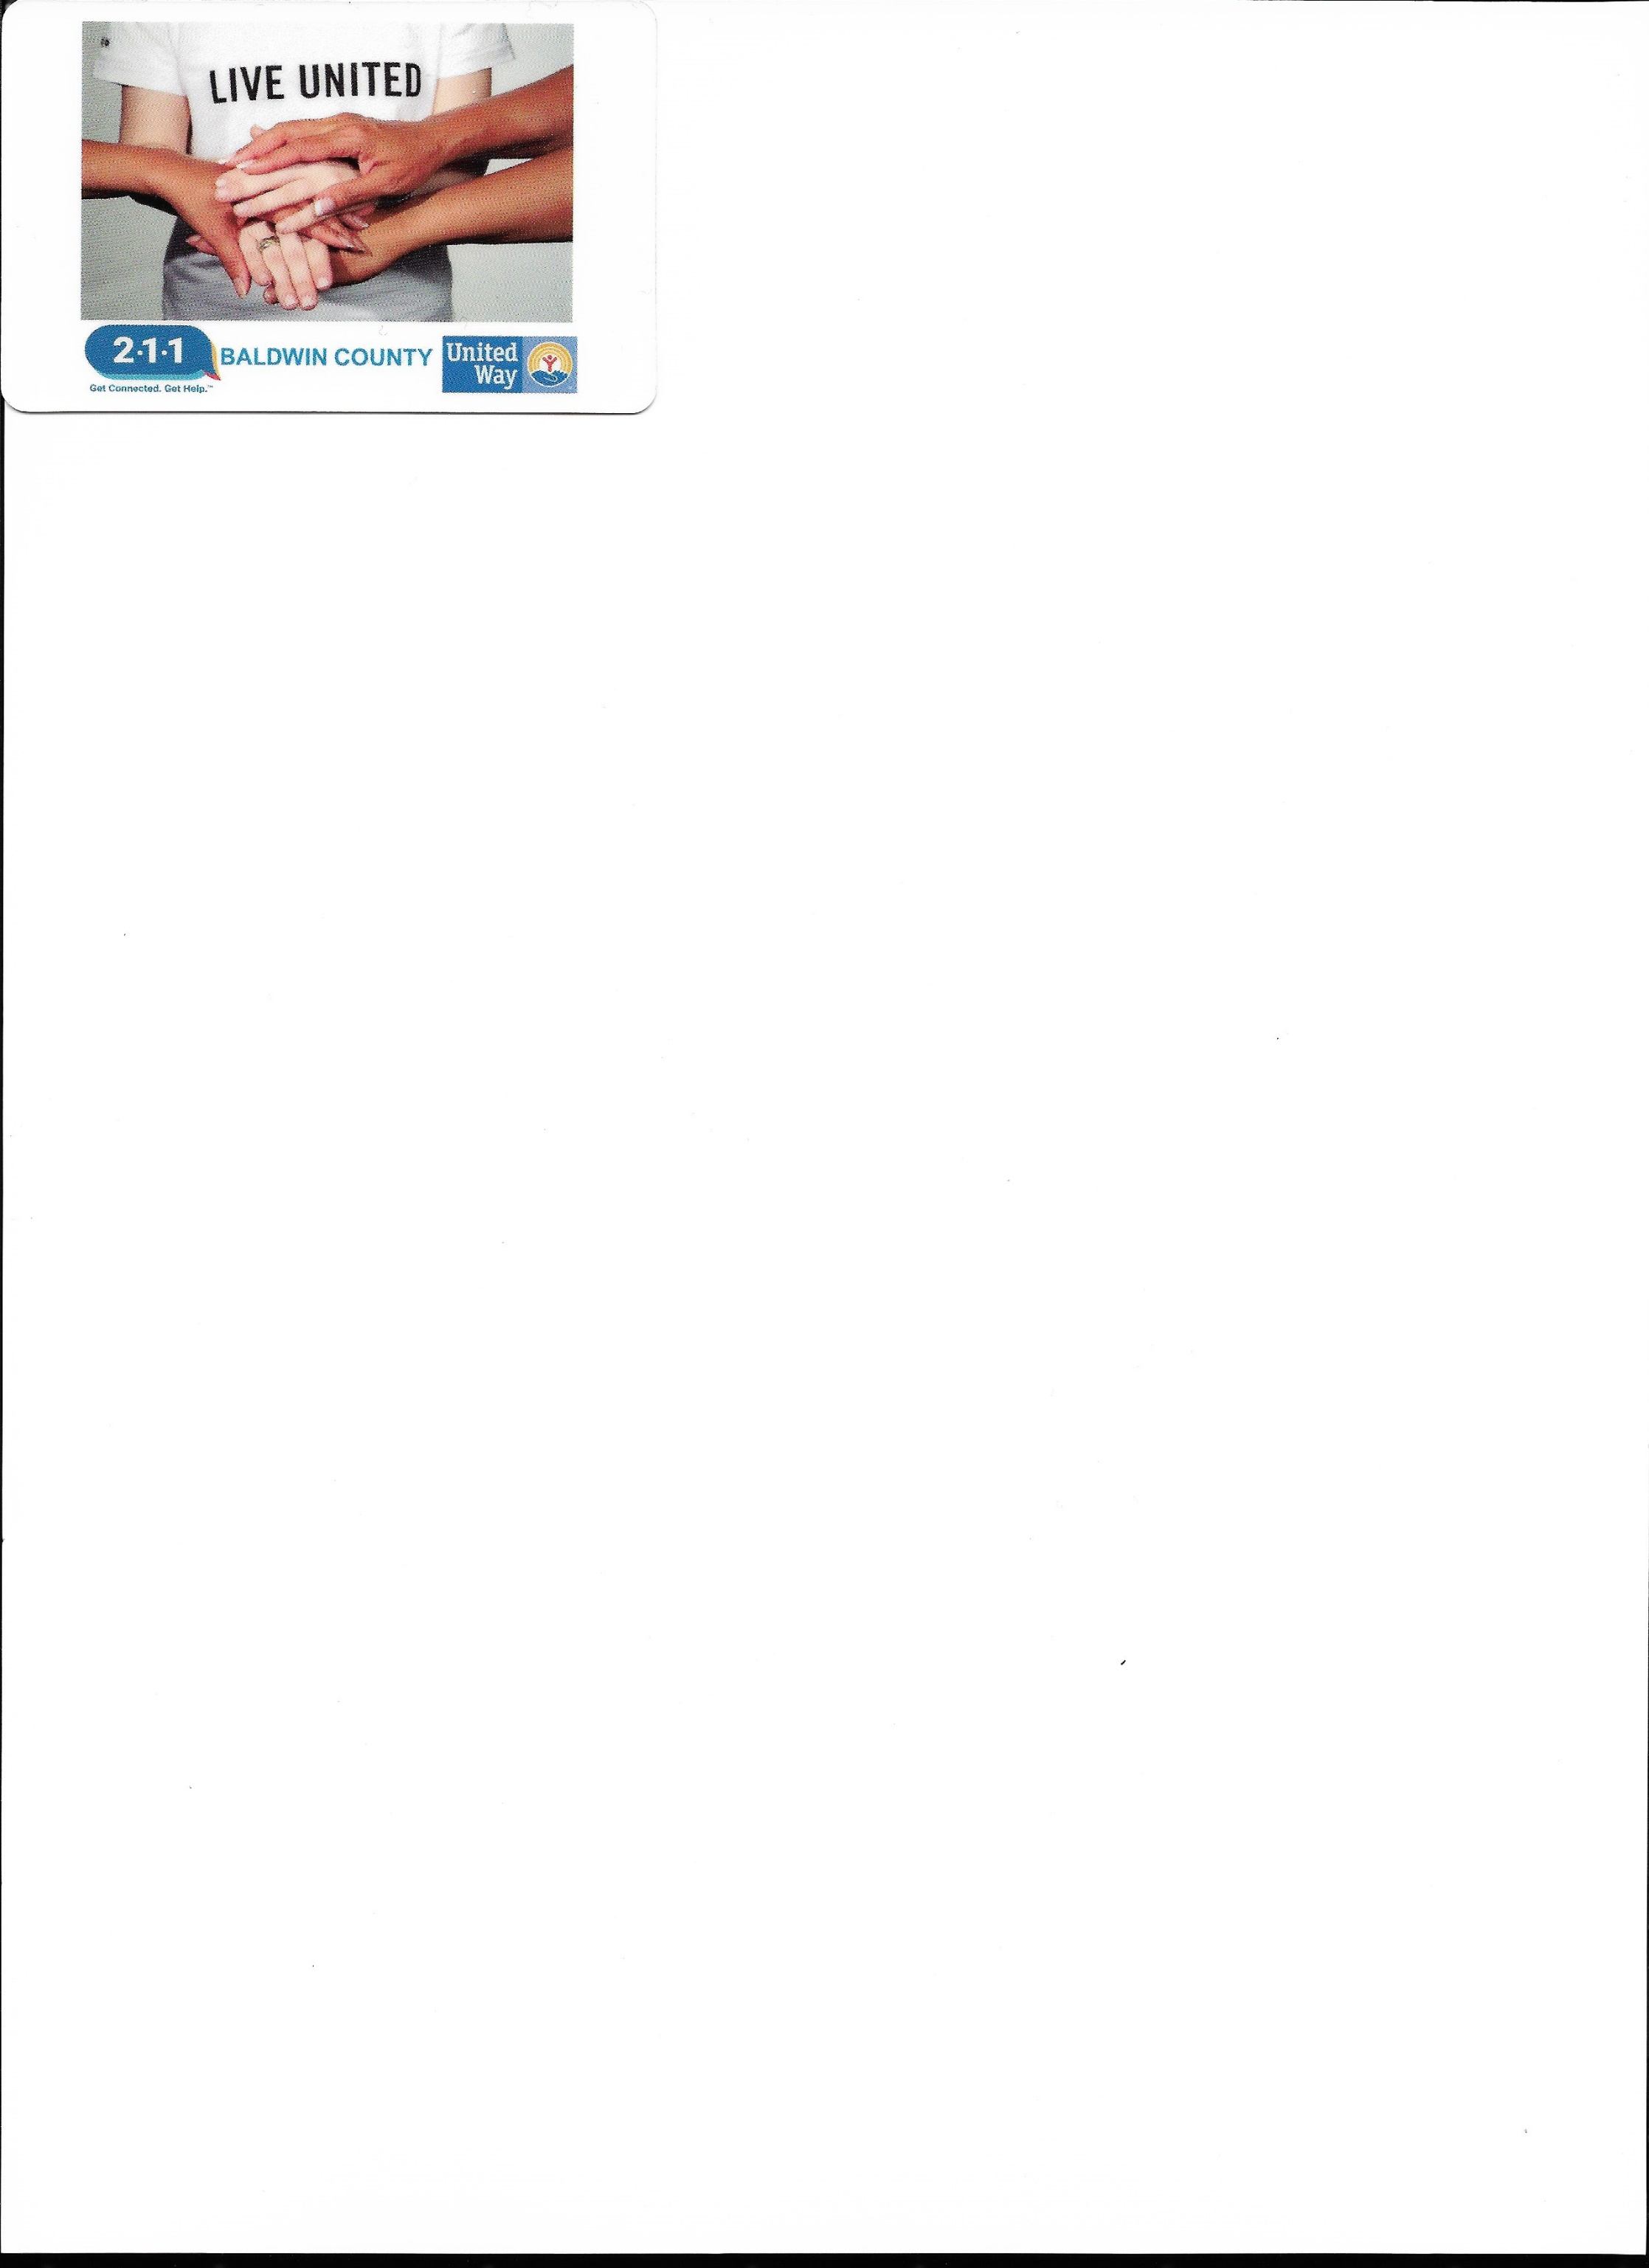 LIVE UNITED
2·1·1
BALDWIN COUNTY
United
Way
Get Connected. Get Help.™